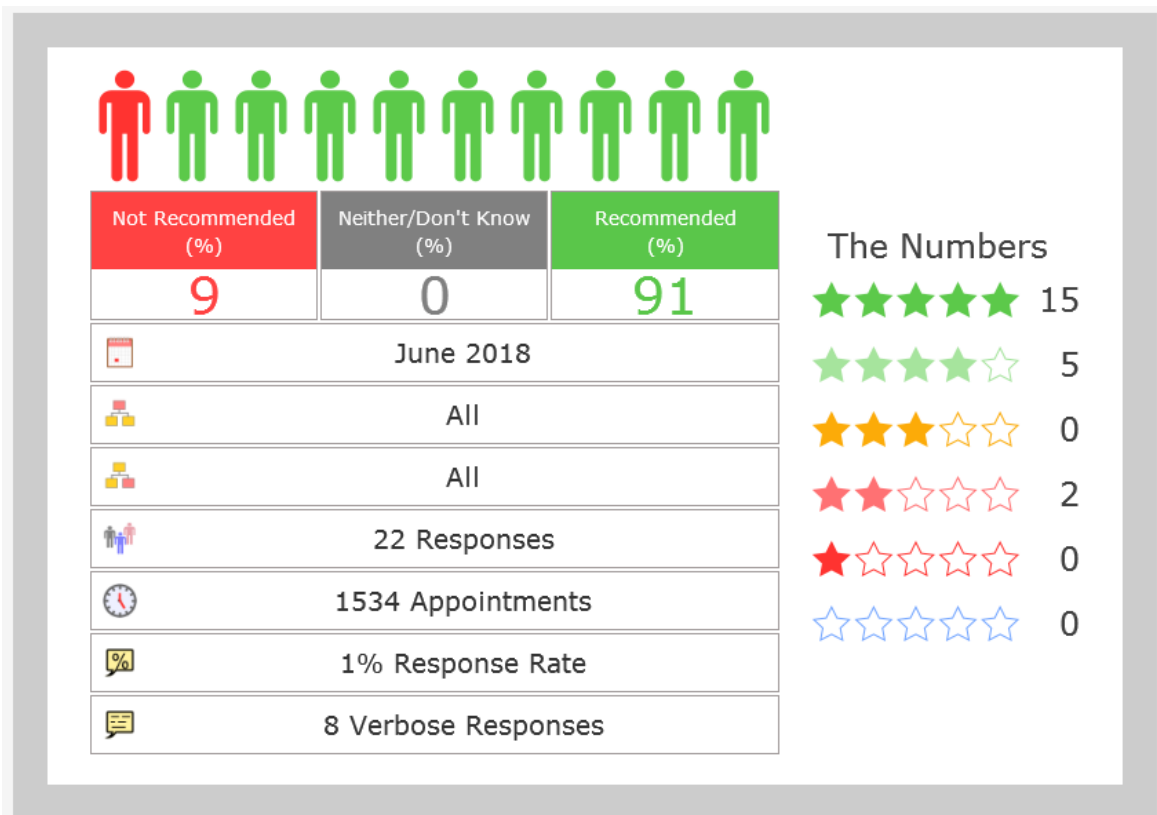 Not Recommended (%)
Neither/Don't Know (%)
Recommended (%)
9
0
91
June 2018
All
All
22 Responses
1534 Appointments
%
1% Response Rate
8 Verbose Responses
The Numbers
15
5
0
2
0
0